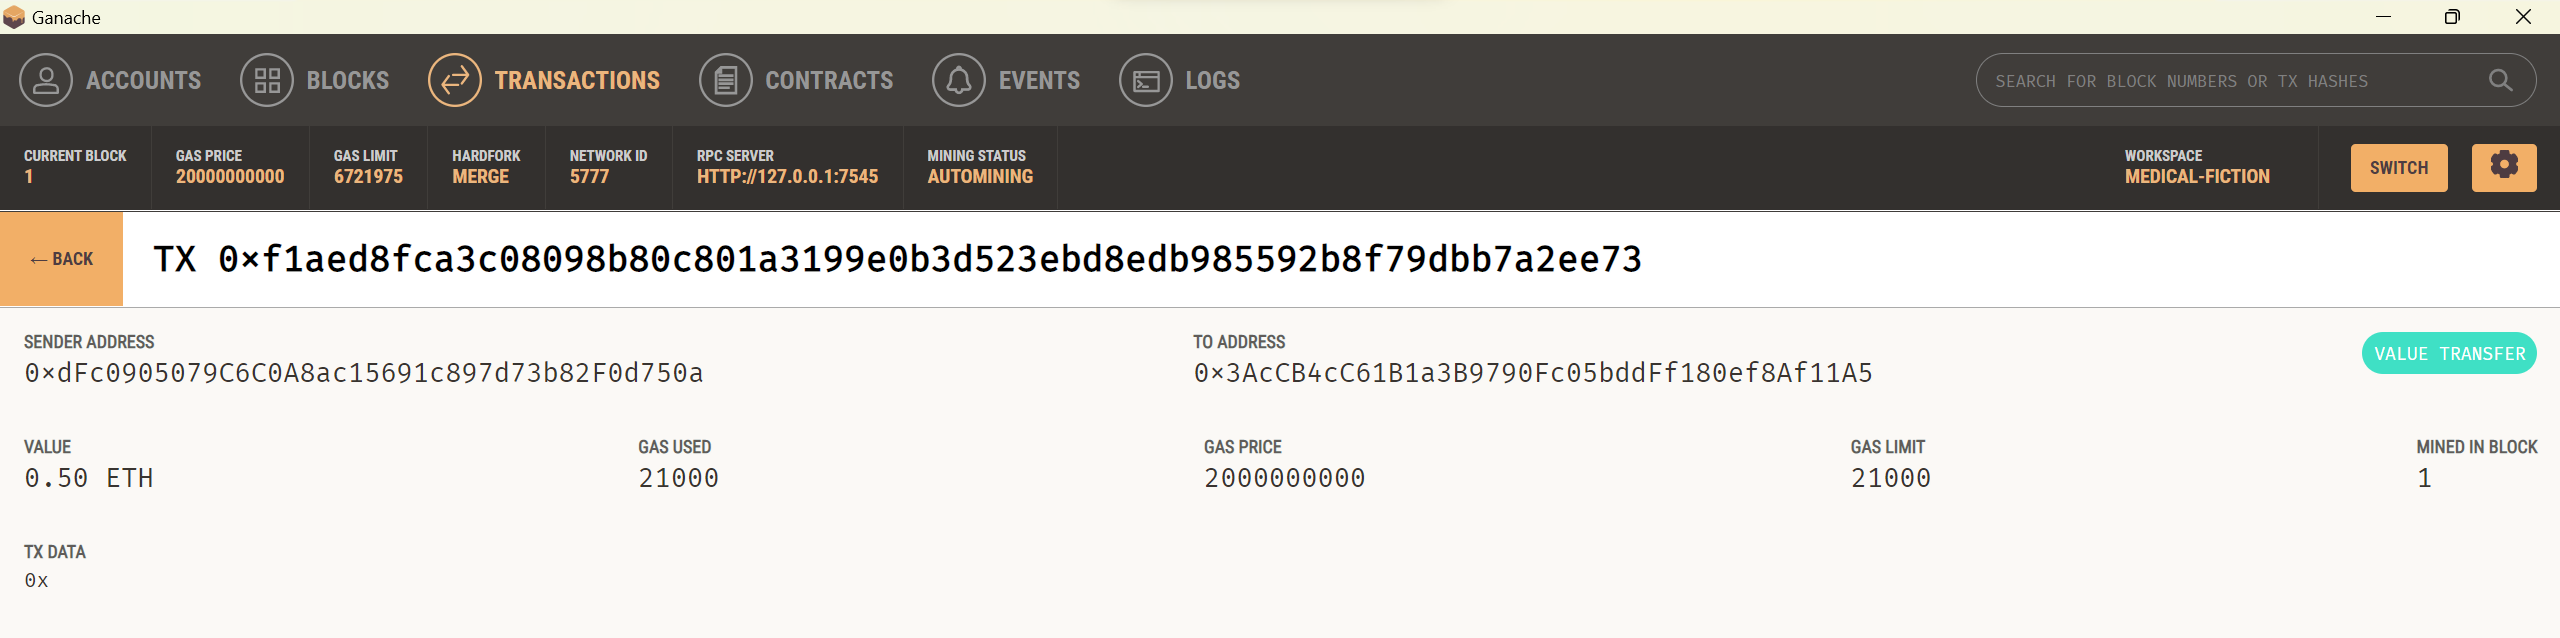 Ganache
ACCOUNTS BLOCKS TRANSACTIONS CONTRACTS EVENTS LOGS SEARCH FOR BLOCK NUMBERS OR TX HASHES
CURRENT BLOCK GAS PRICE GAS LIMIT HARDFORK NETWORK ID RPC SERVER MINING STATUS WORKSPACE
1 20000000000 6721975 MERGE 5777 HTTP://127.0.0.1:7545 AUTOMINING MEDICAL-FICTION SWITCH
← BACK TX 0×f1aed8fca3c08098b80c801a3199e0b3d523ebd8edb985592b8f79dbb7a2ee73
SENDER ADDRESS TO ADDRESS
0×dFc0905079C6C0A8ac15691c897d73b82F0d750a 0×3AcCB4cC61B1a3B9790Fc05bddFf180ef8Af11A5 VALUE TRANSFER
VALUE GAS USED GAS PRICE GAS LIMIT MINED IN BLOCK
0.50 ETH 21000 2000000000 21000 1
TX DATA
0x